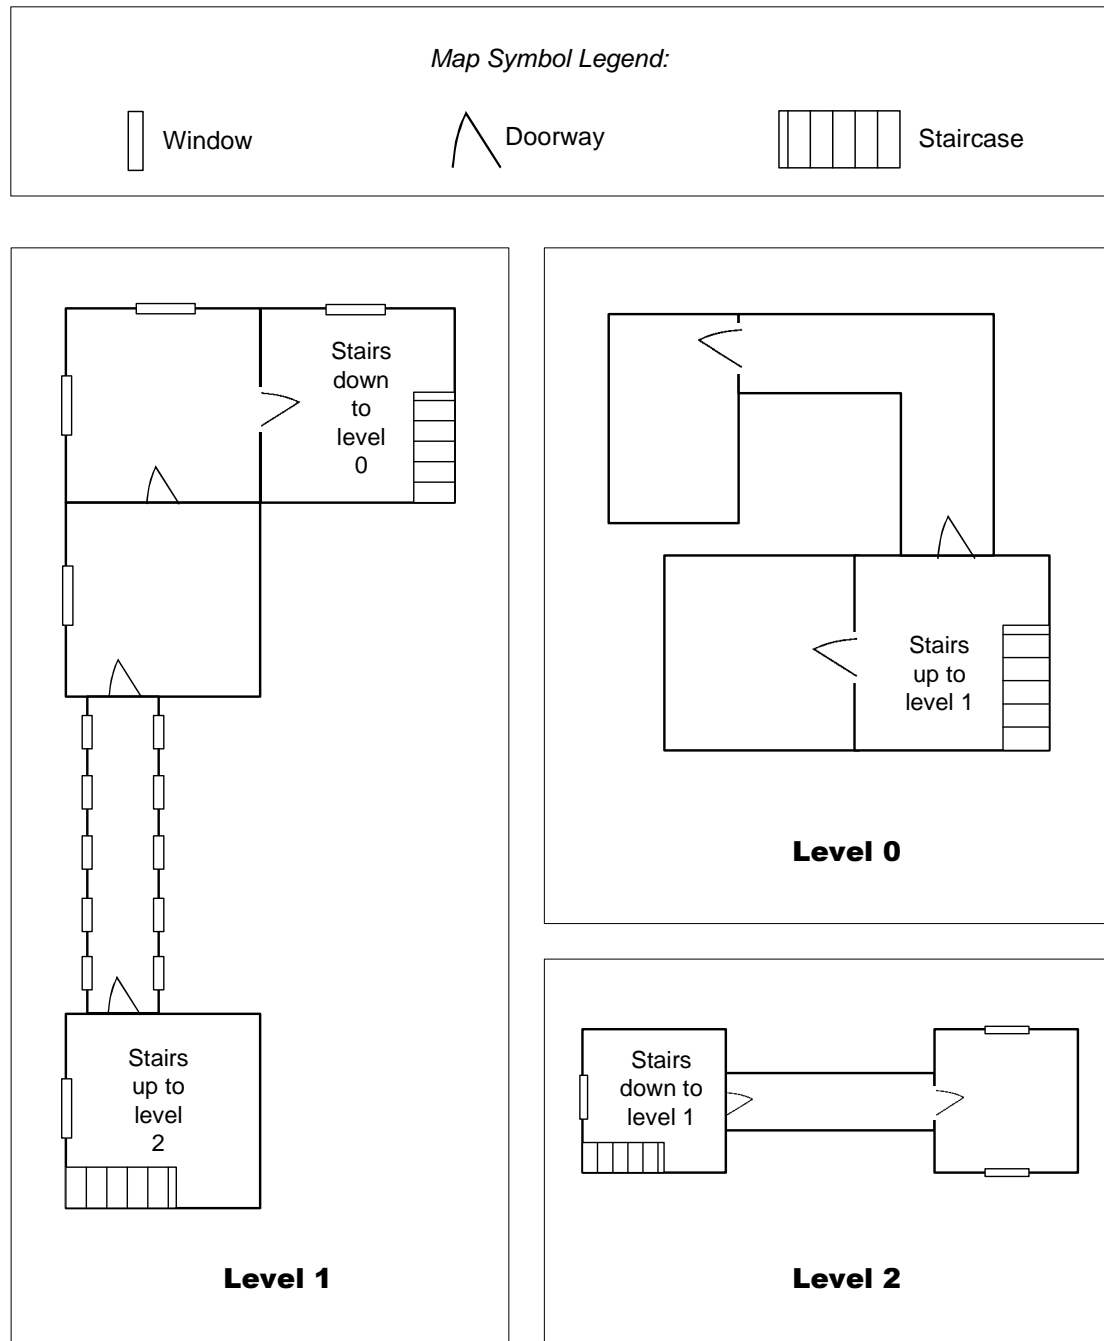 Map Symbol Legend:
Window
Doorway
Staircase
Stairs
down
to
level
0
Stairs
up to
level
2
Level 1
Stairs
up to
level 1
Level 0
Stairs
down to
level 1
Level 2